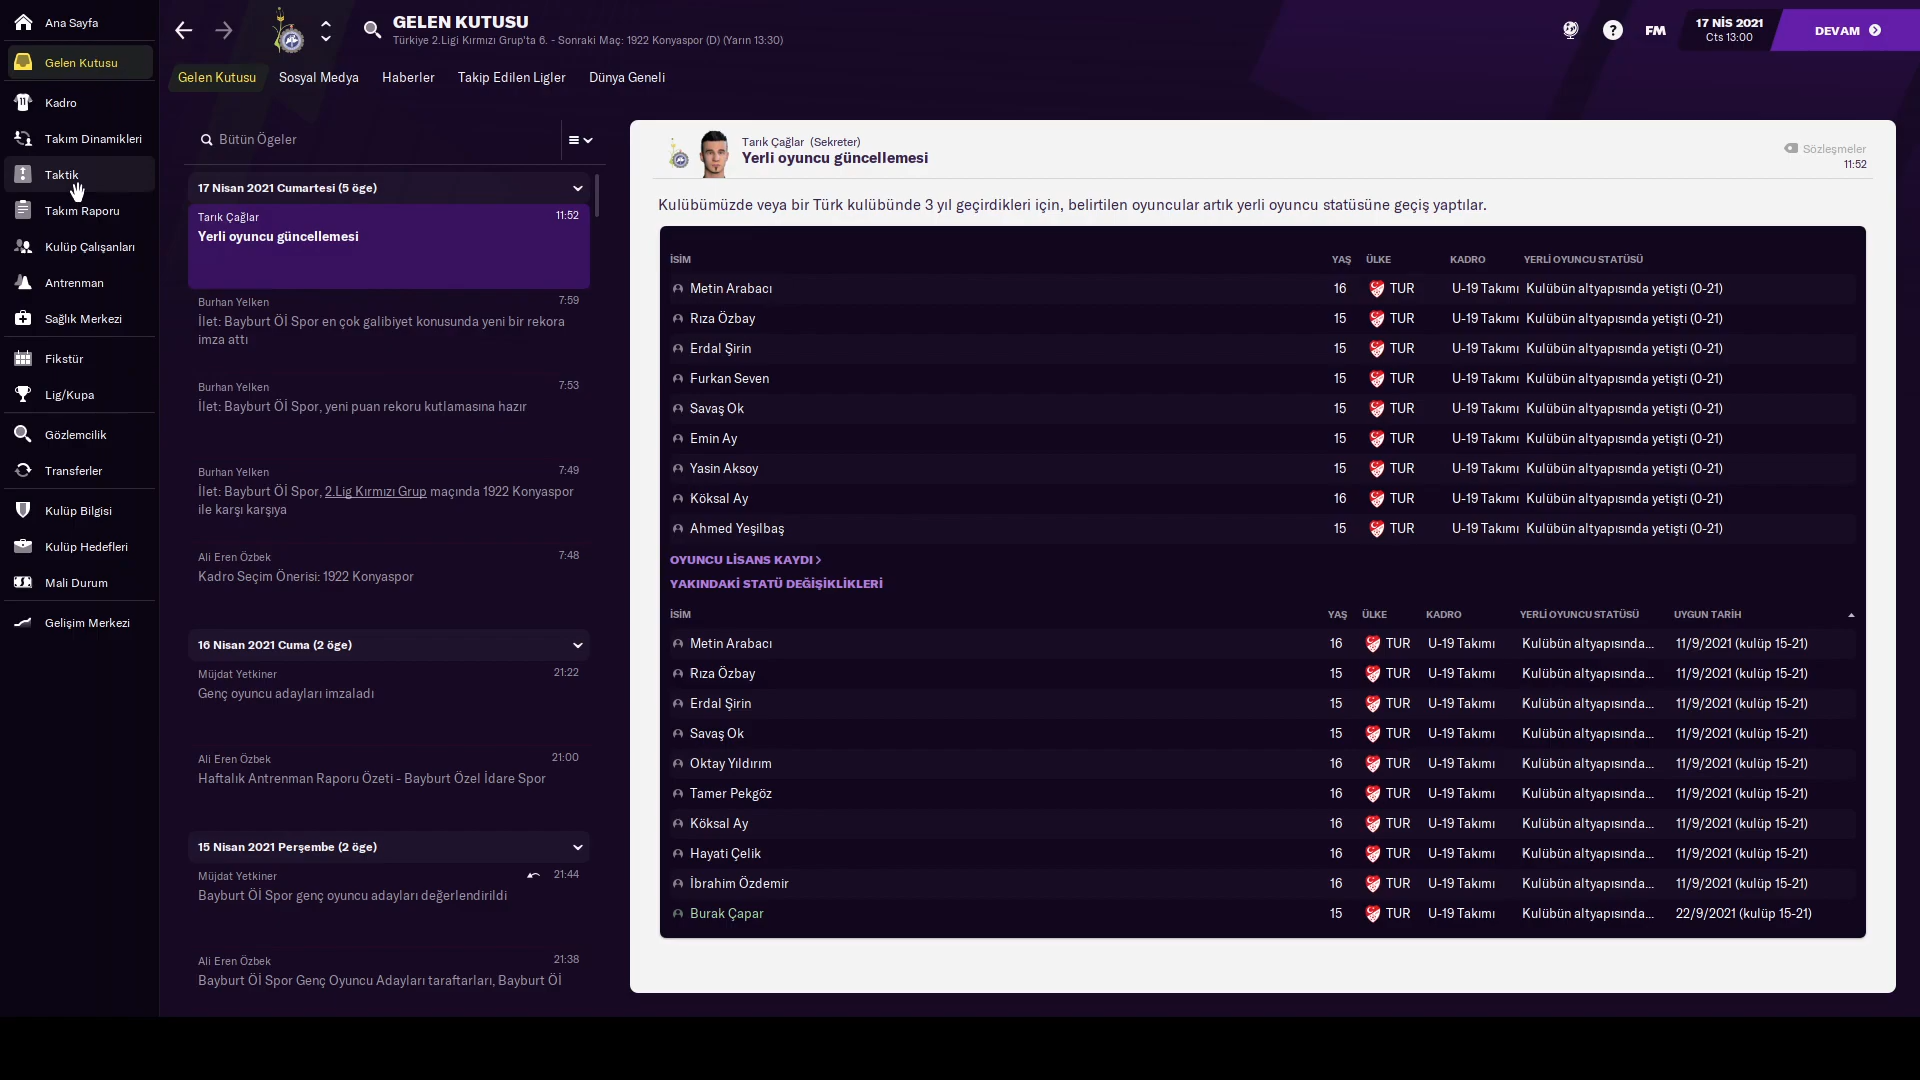 Ana Sayfa
Gelen Kutusu
Kadro
Takım Dinamikleri
Taktik
Takım Raporu
Kulüp Çalışanları
Antrenman
Sağlık Merkezi
Fikstür
Lig/Kupa
Gözlemcilik
Transferler
Kulüp Bilgisi
Kulüp Hedefleri
Mali Durum
Gelişim Merkezi
GELEN KUTUSU
Türkiye 2.Ligi Kırmızı Grup'ta 6. - Sonraki Maç: 1922 Konyaspor (D) (Yarın 13:30)
FM
17 NİS 2021
Cts 13:00
DEVAM
Gelen Kutusu Sosyal Medya Haberler Takip Edilen Ligler Dünya Geneli
Bütün Ögeler
17 Nisan 2021 Cumartesi (5 öge)
Tarık Çağlar 11:52
Yerli oyuncu güncellemesi
Burhan Yelken 7:59
İlet: Bayburt Öİ Spor en çok galibiyet konusunda yeni bir rekora
imza attı
Burhan Yelken 7:53
İlet: Bayburt Öİ Spor, yeni puan rekoru kutlamasına hazır
Burhan Yelken 7:49
İlet: Bayburt Öİ Spor, 2.Lig Kırmızı Grup maçında 1922 Konyaspor
ile karşı karşıya
Ali Eren Özbek 7:48
Kadro Seçim Önerisi: 1922 Konyaspor
16 Nisan 2021 Cuma (2 öge)
Müjdat Yetkiner 21:22
Genç oyuncu adayları imzaladı
Ali Eren Özbek 21:00
Haftalık Antrenman Raporu Özeti - Bayburt Özel İdare Spor
15 Nisan 2021 Perşembe (2 öge)
Müjdat Yetkiner 21:44
Bayburt Öİ Spor genç oyuncu adayları değerlendirildi
Ali Eren Özbek 21:38
Bayburt Öİ Spor Genç Oyuncu Adayları taraftarları, Bayburt Öİ
Tarık Çağlar (Sekreter)
Yerli oyuncu güncellemesi
Sözleşmeler
11:52
Kulübümüzde veya bir Türk kulübünde 3 yıl geçirdikleri için, belirtilen oyuncular artık yerli oyuncu statüsüne geçiş yaptılar.
İSİM YAŞ ÜLKE KADRO YERLİ OYUNCU STATÜSÜ
Metin Arabacı 16 TUR U-19 Takımı Kulübün altyapısında yetişti (0-21)
Rıza Özbay 15 TUR U-19 Takımı Kulübün altyapısında yetişti (0-21)
Erdal Şirin 15 TUR U-19 Takımı Kulübün altyapısında yetişti (0-21)
Furkan Seven 15 TUR U-19 Takımı Kulübün altyapısında yetişti (0-21)
Savaş Ok 15 TUR U-19 Takımı Kulübün altyapısında yetişti (0-21)
Emin Ay 15 TUR U-19 Takımı Kulübün altyapısında yetişti (0-21)
Yasin Aksoy 15 TUR U-19 Takımı Kulübün altyapısında yetişti (0-21)
Köksal Ay 16 TUR U-19 Takımı Kulübün altyapısında yetişti (0-21)
Ahmed Yeşilbaş 15 TUR U-19 Takımı Kulübün altyapısında yetişti (0-21)
OYUNCU LİSANS KAYDI >
YAKINDAKİ STATÜ DEĞİŞİKLİKLERİ
İSİM YAŞ ÜLKE KADRO YERLİ OYUNCU STATÜSÜ UYGUN TARİH
Metin Arabacı 16 TUR U-19 Takımı Kulübün altyapısında... 11/9/2021 (kulüp 15-21)
Rıza Özbay 15 TUR U-19 Takımı Kulübün altyapısında... 11/9/2021 (kulüp 15-21)
Erdal Şirin 15 TUR U-19 Takımı Kulübün altyapısında... 11/9/2021 (kulüp 15-21)
Savaş Ok 15 TUR U-19 Takımı Kulübün altyapısında... 11/9/2021 (kulüp 15-21)
Oktay Yıldırım 16 TUR U-19 Takımı Kulübün altyapısında... 11/9/2021 (kulüp 15-21)
Tamer Pekgöz 16 TUR U-19 Takımı Kulübün altyapısında... 11/9/2021 (kulüp 15-21)
Köksal Ay 16 TUR U-19 Takımı Kulübün altyapısında... 11/9/2021 (kulüp 15-21)
Hayati Çelik 16 TUR U-19 Takımı Kulübün altyapısında... 11/9/2021 (kulüp 15-21)
İbrahim Özdemir 16 TUR U-19 Takımı Kulübün altyapısında... 11/9/2021 (kulüp 15-21)
Burak Çapar 15 TUR U-19 Takımı Kulübün altyapısında... 22/9/2021 (kulüp 15-21)